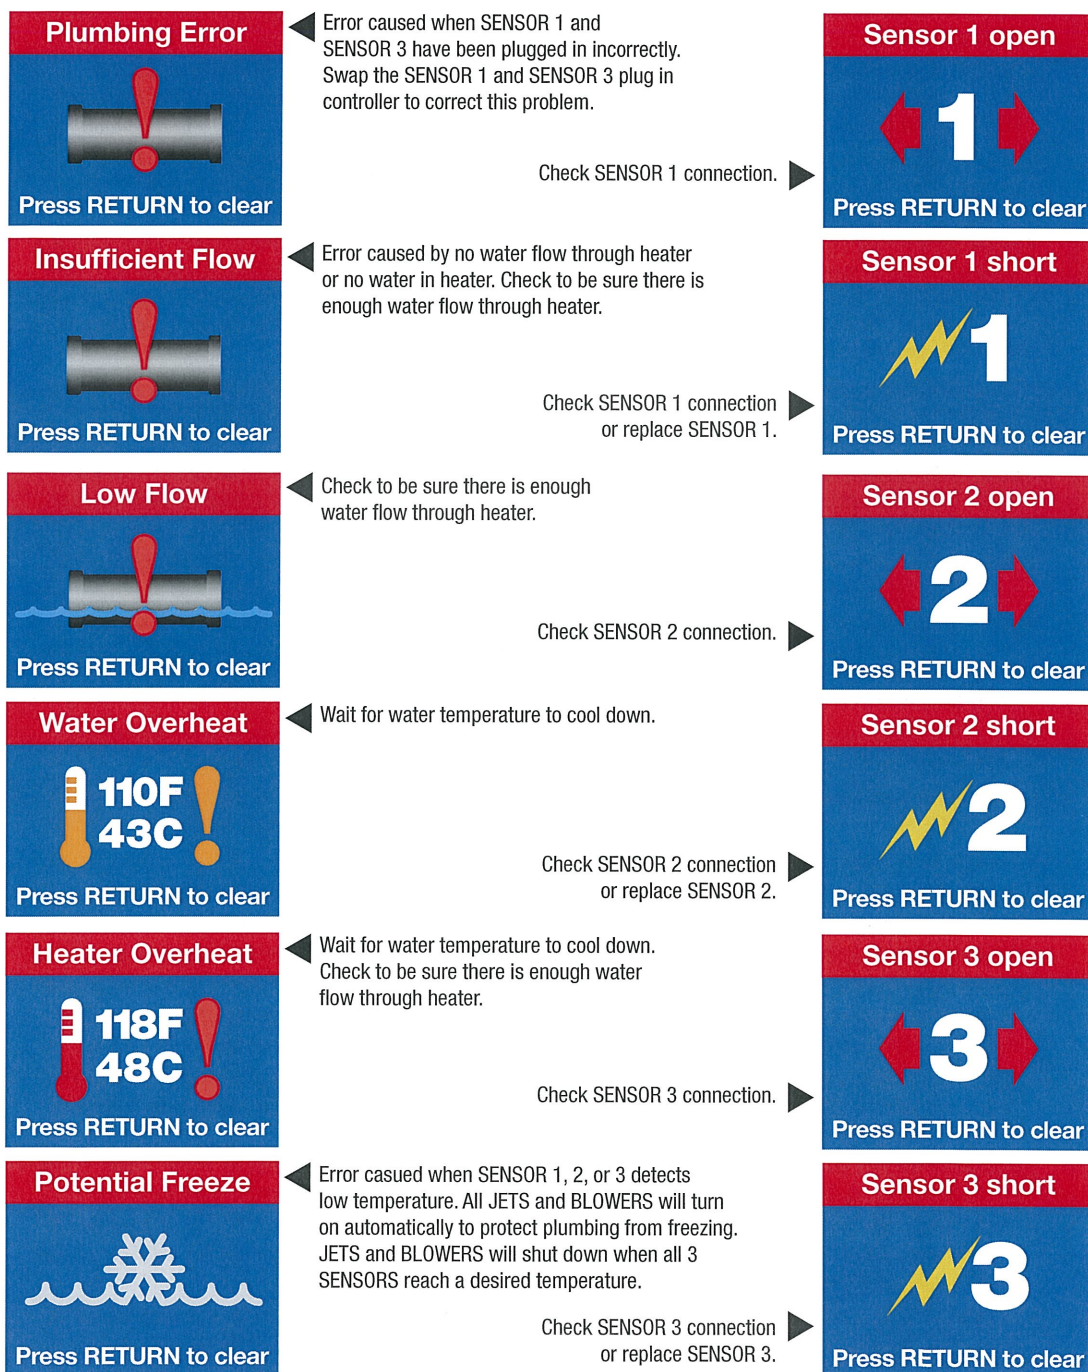 Plumbing Error
Press RETURN to clear
Error caused when SENSOR 1 and
SENSOR 3 have been plugged in incorrectly.
Swap the SENSOR 1 and SENSOR 3 plug in
controller to correct this problem.
Sensor 1 open
1
Press RETURN to clear
Check SENSOR 1 connection.
Insufficient Flow
Press RETURN to clear
Error caused by no water flow through heater
or no water in heater. Check to be sure there is
enough water flow through heater.
Sensor 1 short
1
Press RETURN to clear
Check SENSOR 1 connection
or replace SENSOR 1.
Low Flow
Press RETURN to clear
Check to be sure there is enough
water flow through heater.
Sensor 2 open
2
Press RETURN to clear
Check SENSOR 2 connection.
Water Overheat
110F
43C
Press RETURN to clear
Wait for water temperature to cool down.
Sensor 2 short
2
Press RETURN to clear
Check SENSOR 2 connection
or replace SENSOR 2.
Heater Overheat
118F
48C
Press RETURN to clear
Wait for water temperature to cool down.
Check to be sure there is enough water
flow through heater.
Sensor 3 open
3
Press RETURN to clear
Check SENSOR 3 connection.
Potential Freeze
Press RETURN to clear
Error casued when SENSOR 1, 2, or 3 detects
low temperature. All JETS and BLOWERS will turn
on automatically to protect plumbing from freezing.
JETS and BLOWERS will shut down when all 3
SENSORS reach a desired temperature.
Sensor 3 short
3
Press RETURN to clear
Check SENSOR 3 connection
or replace SENSOR 3.